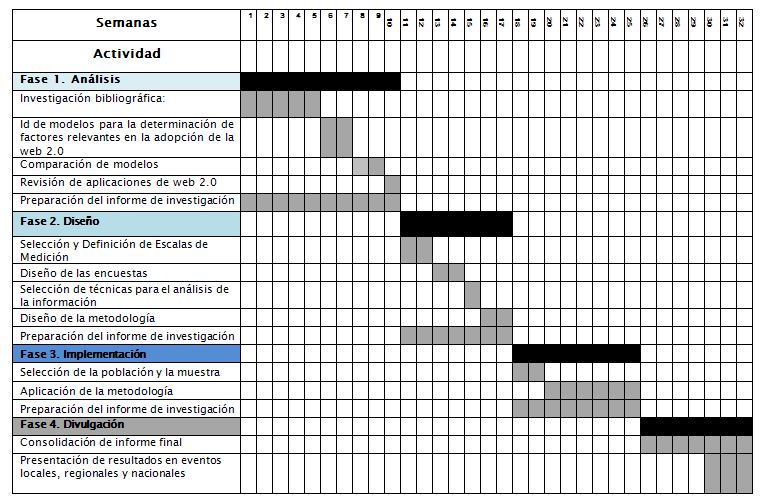 Semanas 1 2 3 4 5 6 7 8 9 10 11 12 13 14 15 16 17 18 19 20 21 22 23 24 25 26 27 28 29 30 31 32
Actividad
Fase 1. Análisis
Investigación bibliográfica:
Id de modelos para la determinación de
factores relevantes en la adopción de la
web 2.0
Comparación de modelos
Revisión de aplicaciones de web 2.0
Preparación del informe de investigación
Fase 2. Diseño
Selección y Definición de Escalas de
Medición
Diseño de las encuestas
Selección de técnicas para el análisis de
la información
Diseño de la metodología
Preparación del informe de investigación
Fase 3. Implementación
Selección de la población y la muestra
Aplicación de la metodología
Preparación del informe de investigación
Fase 4. Divulgación
Consolidación de informe final
Presentación de resultados en eventos
locales, regionales y nacionales